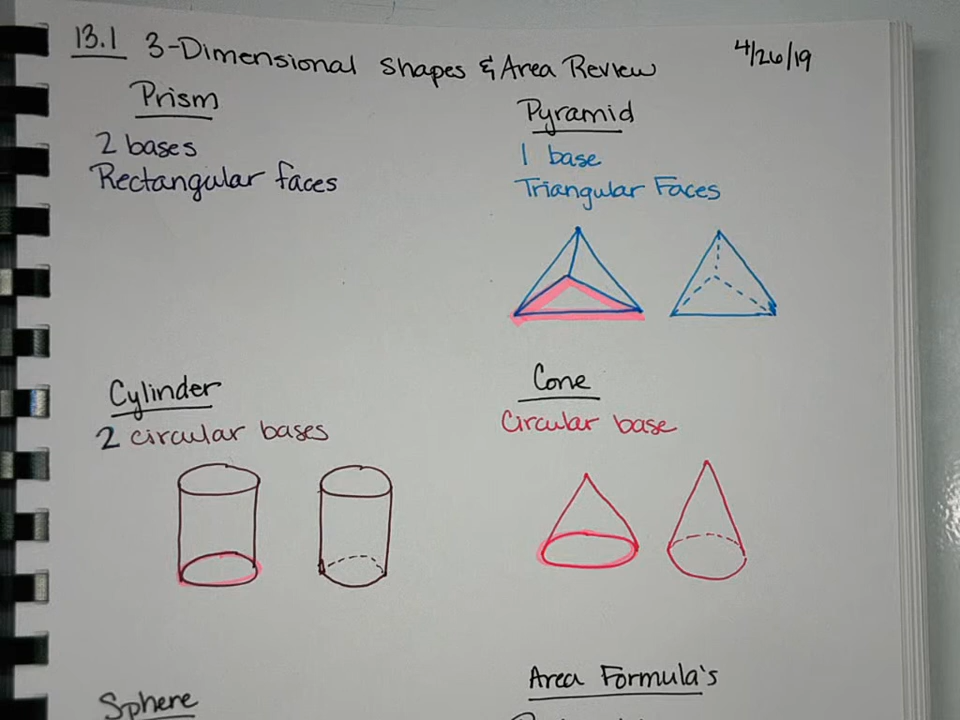 13.1 3-Dimensional Shapes & Area Review 4/26/19
Prism
2 bases
Rectangular faces
Pyramid
1 base
Triangular Faces
Cylinder
2 circular bases
Cone
Circular base
Sphere
Area Formula's